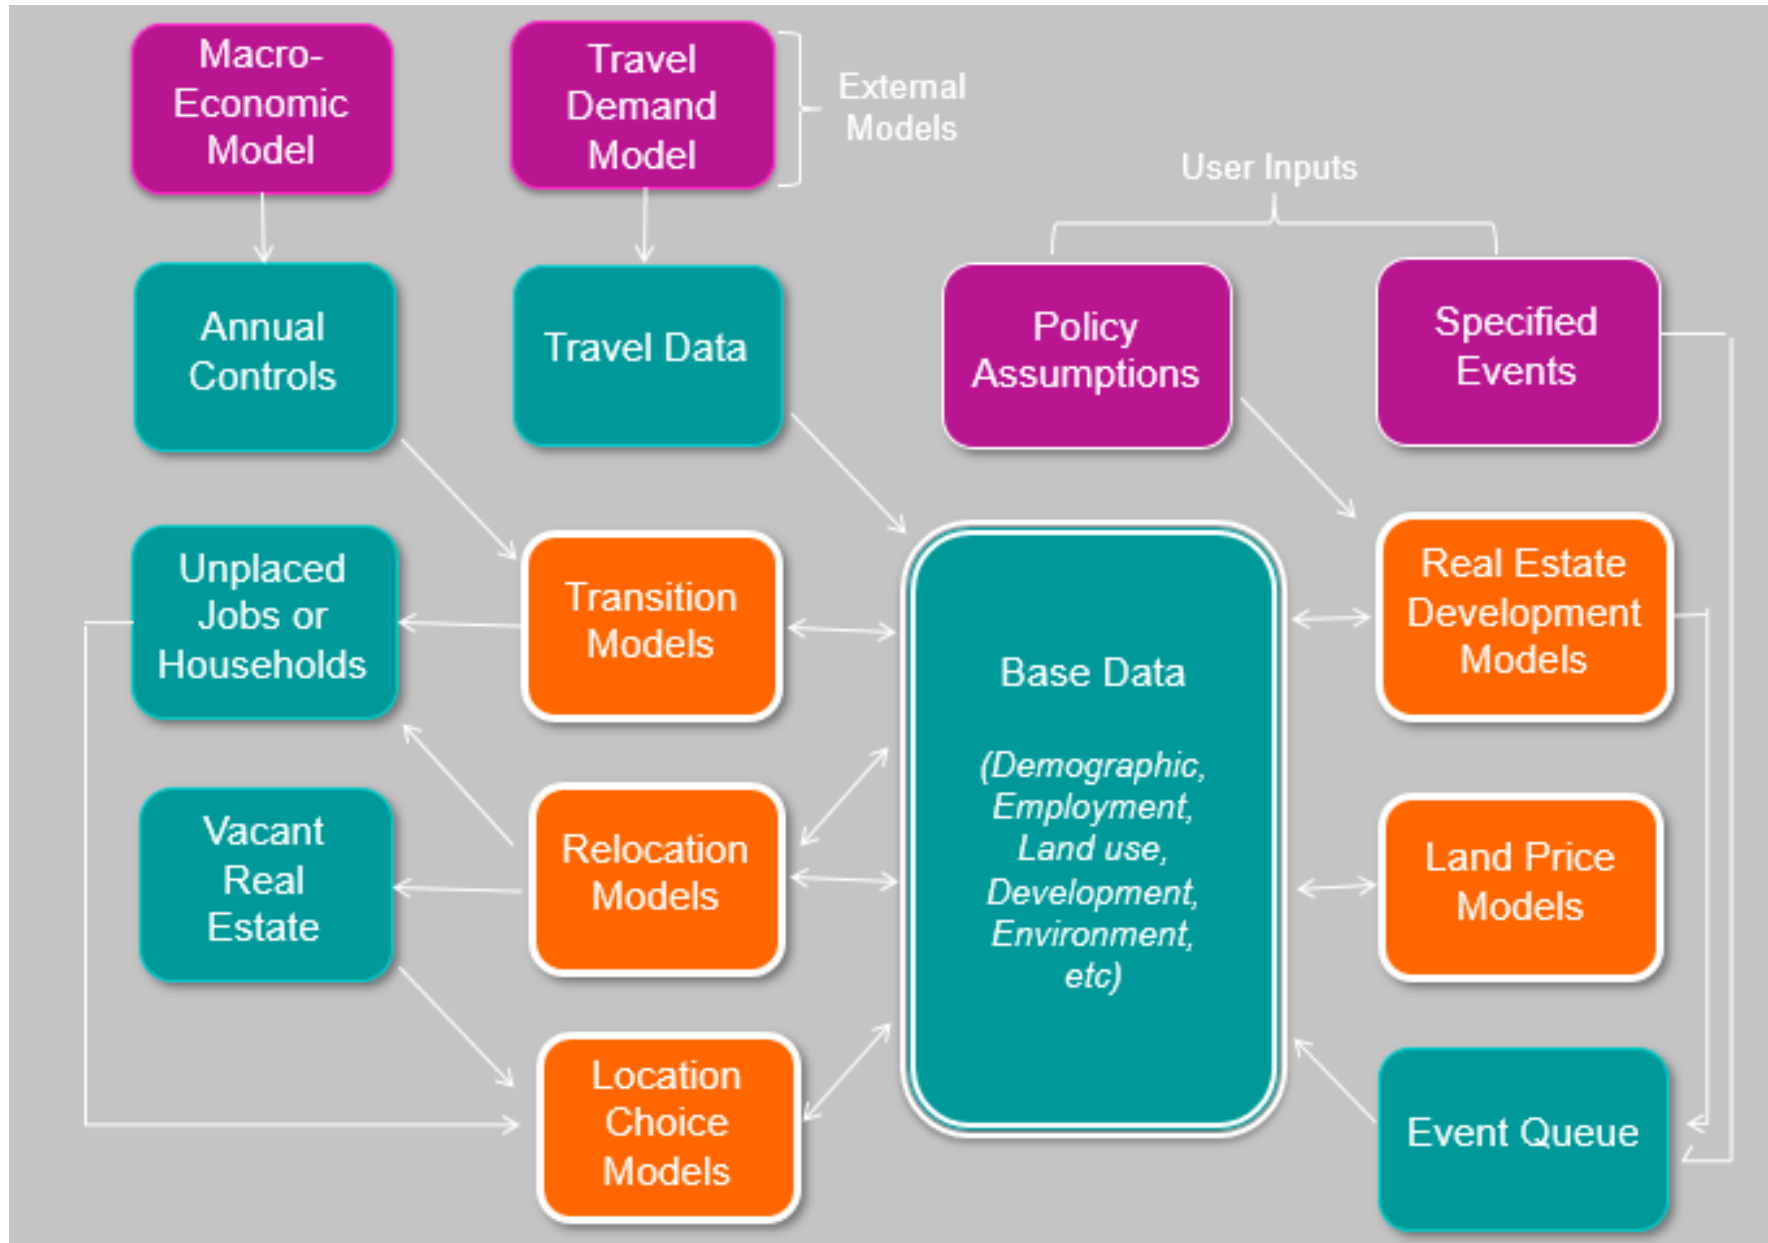 Macro-
Economic
Model
Travel
Demand
Model
External
Models
User Inputs
Annual
Controls
Travel Data
Policy
Assumptions
Specified
Events
Unplaced
Jobs or
Households
Transition
Models
Base Data
(Demographic,
Employment,
Land use,
Development,
Environment,
etc)
Real Estate
Development
Models
Vacant
Real
Estate
Relocation
Models
Land Price
Models
Location
Choice
Models
Event Queue